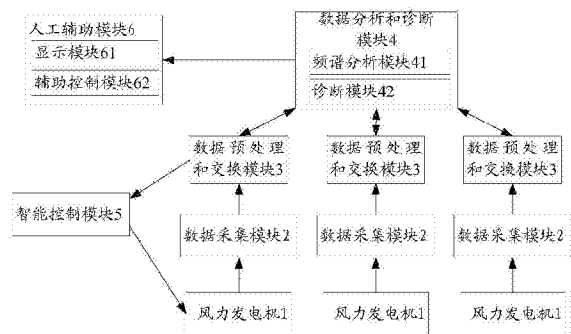 人工辅助模块6
显示模块61
辅助控制模块62
数据分析和诊断
模块4
频谱分析模块41
诊断模块42
数据预处理
和交换模块3
数据预处理
和交换模块3
数据预处理
和交换模块3
智能控制模块5
数据采集模块2
数据采集模块2
数据采集模块2
风力发电机1
风力发电机1
风力发电机1